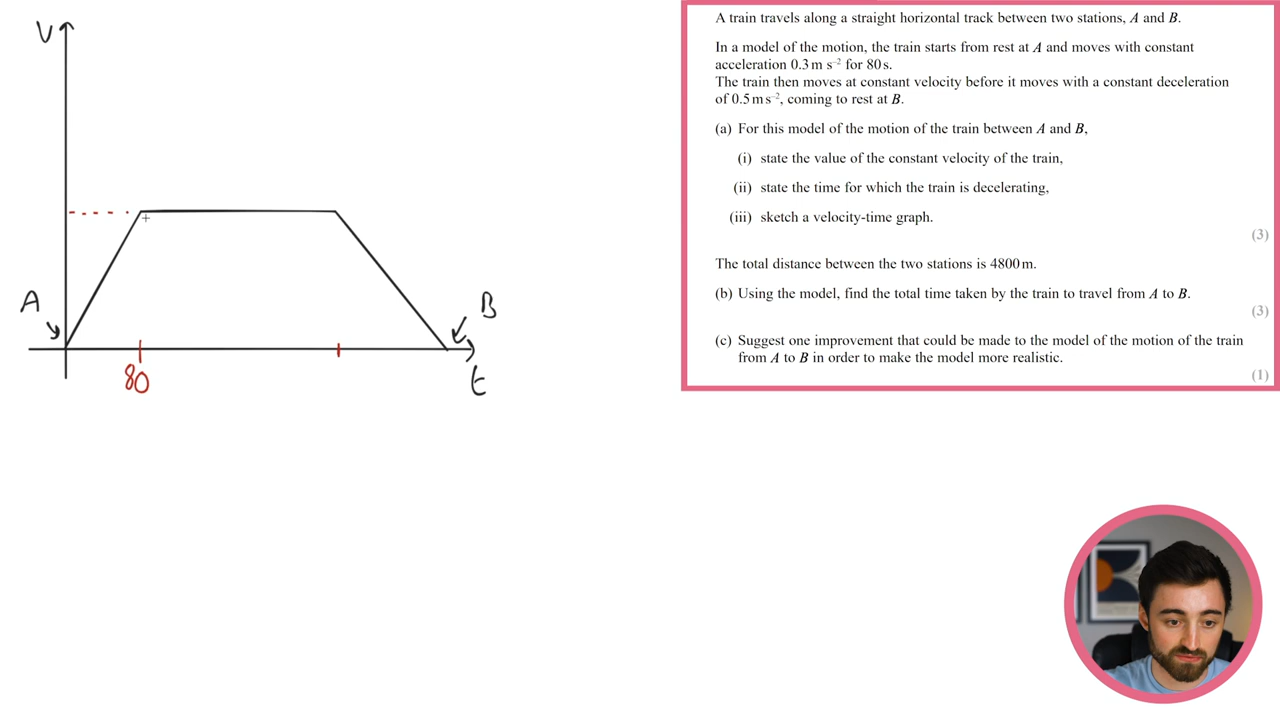 V
A
B
80
t
A train travels along a straight horizontal track between two stations, A and B.
In a model of the motion, the train starts from rest at A and moves with constant
acceleration 0.3 m s⁻² for 80 s.
The train then moves at constant velocity before it moves with a constant deceleration
of 0.5 m s⁻², coming to rest at B.
(a) For this model of the motion of the train between A and B,
(i) state the value of the constant velocity of the train,
(ii) state the time for which the train is decelerating,
(iii) sketch a velocity-time graph.
(3)
The total distance between the two stations is 4800 m.
(b) Using the model, find the total time taken by the train to travel from A to B.
(3)
(c) Suggest one improvement that could be made to the model of the motion of the train
from A to B in order to make the model more realistic.
(1)